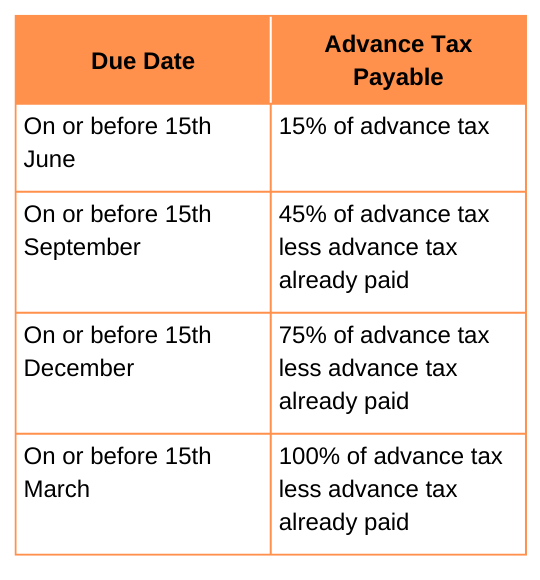 Due Date
Advance Tax
Payable
On or before 15th
June
15% of advance tax
On or before 15th
September
45% of advance tax
less advance tax
already paid
On or before 15th
December
75% of advance tax
less advance tax
already paid
On or before 15th
March
100% of advance tax
less advance tax
already paid